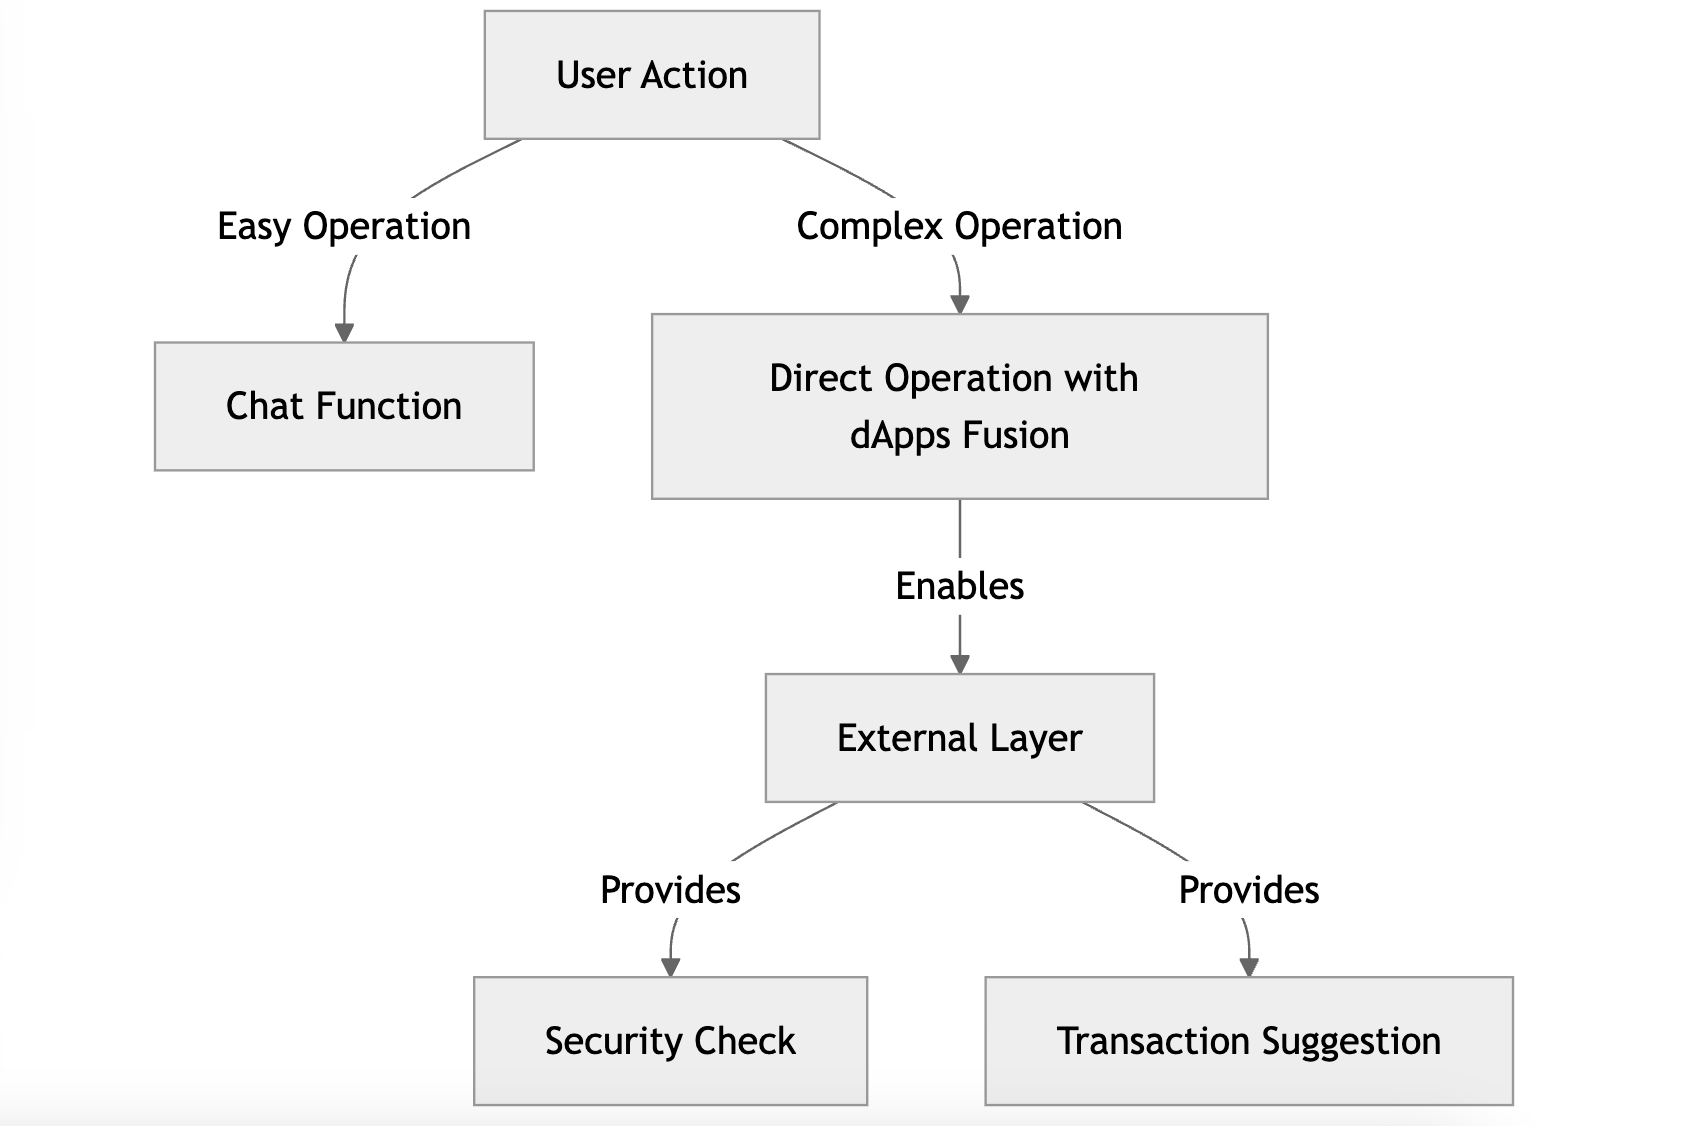 User Action
Easy Operation
Complex Operation
Chat Function
Direct Operation with
dApps Fusion
Enables
External Layer
Provides
Provides
Security Check
Transaction Suggestion